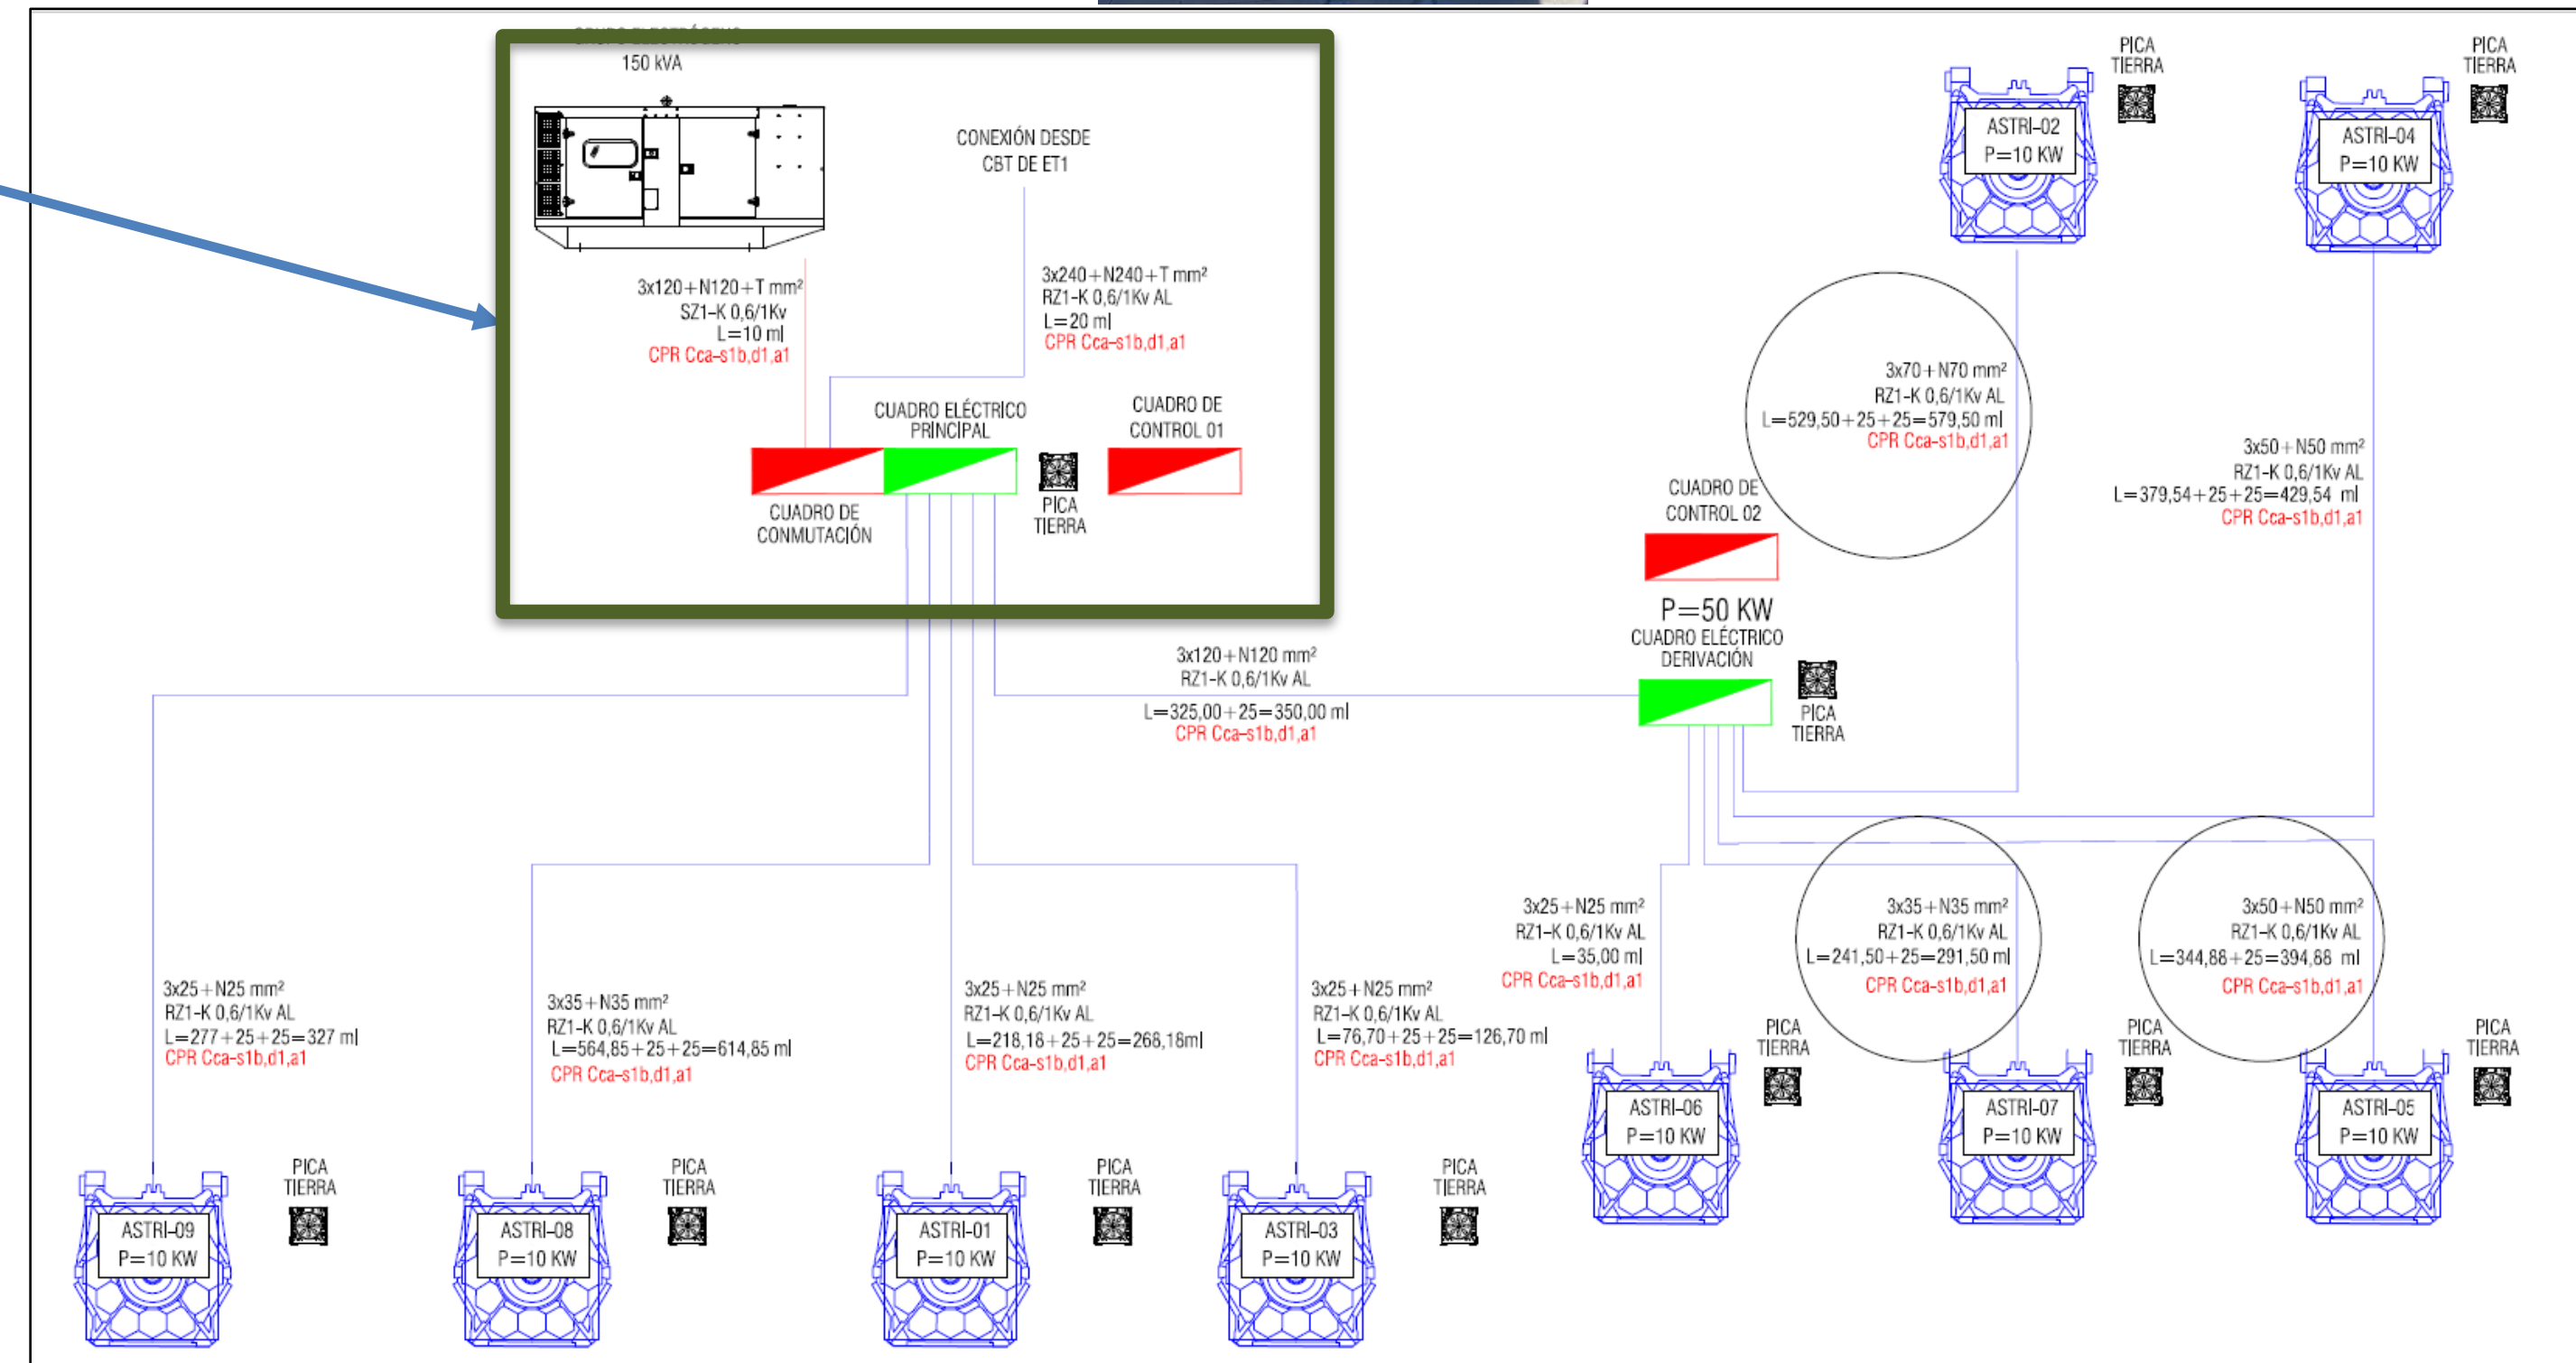 GRUPO ELECTRÓGENO
150 kVA
CONEXIÓN DESDE
CBT DE ET1
3x120+N120+T mm²
SZ1-K 0,6/1Kv
L=10 ml
CPR Cca-s1b,d1,a1
3x240+N240+T mm²
RZ1-K 0,6/1Kv AL
L=20 ml
CPR Cca-s1b,d1,a1
CUADRO ELÉCTRICO
PRINCIPAL
CUADRO DE
CONTROL 01
CUADRO DE
CONMUTACIÓN
PICA
TIERRA
PICA
TIERRA
PICA
TIERRA
ASTRI-02
P=10 KW
ASTRI-04
P=10 KW
3x70+N70 mm²
RZ1-K 0,6/1Kv AL
L=529,50+25+25=579,50 ml
CPR Cca-s1b,d1,a1
3x50+N50 mm²
RZ1-K 0,6/1Kv AL
L=379,54+25+25=429,54 ml
CPR Cca-s1b,d1,a1
CUADRO DE
CONTROL 02
P=50 KW
CUADRO ELÉCTRICO
DERIVACIÓN
PICA
TIERRA
3x120+N120 mm²
RZ1-K 0,6/1Kv AL
L=325,00+25=350,00 ml
CPR Cca-s1b,d1,a1
3x25+N25 mm²
RZ1-K 0,6/1Kv AL
L=277+25+25=327 ml
CPR Cca-s1b,d1,a1
3x35+N35 mm²
RZ1-K 0,6/1Kv AL
L=564,85+25+25=614,85 ml
CPR Cca-s1b,d1,a1
3x25+N25 mm²
RZ1-K 0,6/1Kv AL
L=218,18+25+25=268,18ml
CPR Cca-s1b,d1,a1
3x25+N25 mm²
RZ1-K 0,6/1Kv AL
L=76,70+25+25=126,70 ml
CPR Cca-s1b,d1,a1
3x25+N25 mm²
RZ1-K 0,6/1Kv AL
L=35,00 ml
CPR Cca-s1b,d1,a1
3x35+N35 mm²
RZ1-K 0,6/1Kv AL
L=241,50+25=291,50 ml
CPR Cca-s1b,d1,a1
3x50+N50 mm²
RZ1-K 0,6/1Kv AL
L=344,88+25=394,88 ml
CPR Cca-s1b,d1,a1
PICA
TIERRA
PICA
TIERRA
PICA
TIERRA
ASTRI-06
P=10 KW
ASTRI-07
P=10 KW
ASTRI-05
P=10 KW
PICA
TIERRA
PICA
TIERRA
PICA
TIERRA
PICA
TIERRA
ASTRI-09
P=10 KW
ASTRI-08
P=10 KW
ASTRI-01
P=10 KW
ASTRI-03
P=10 KW